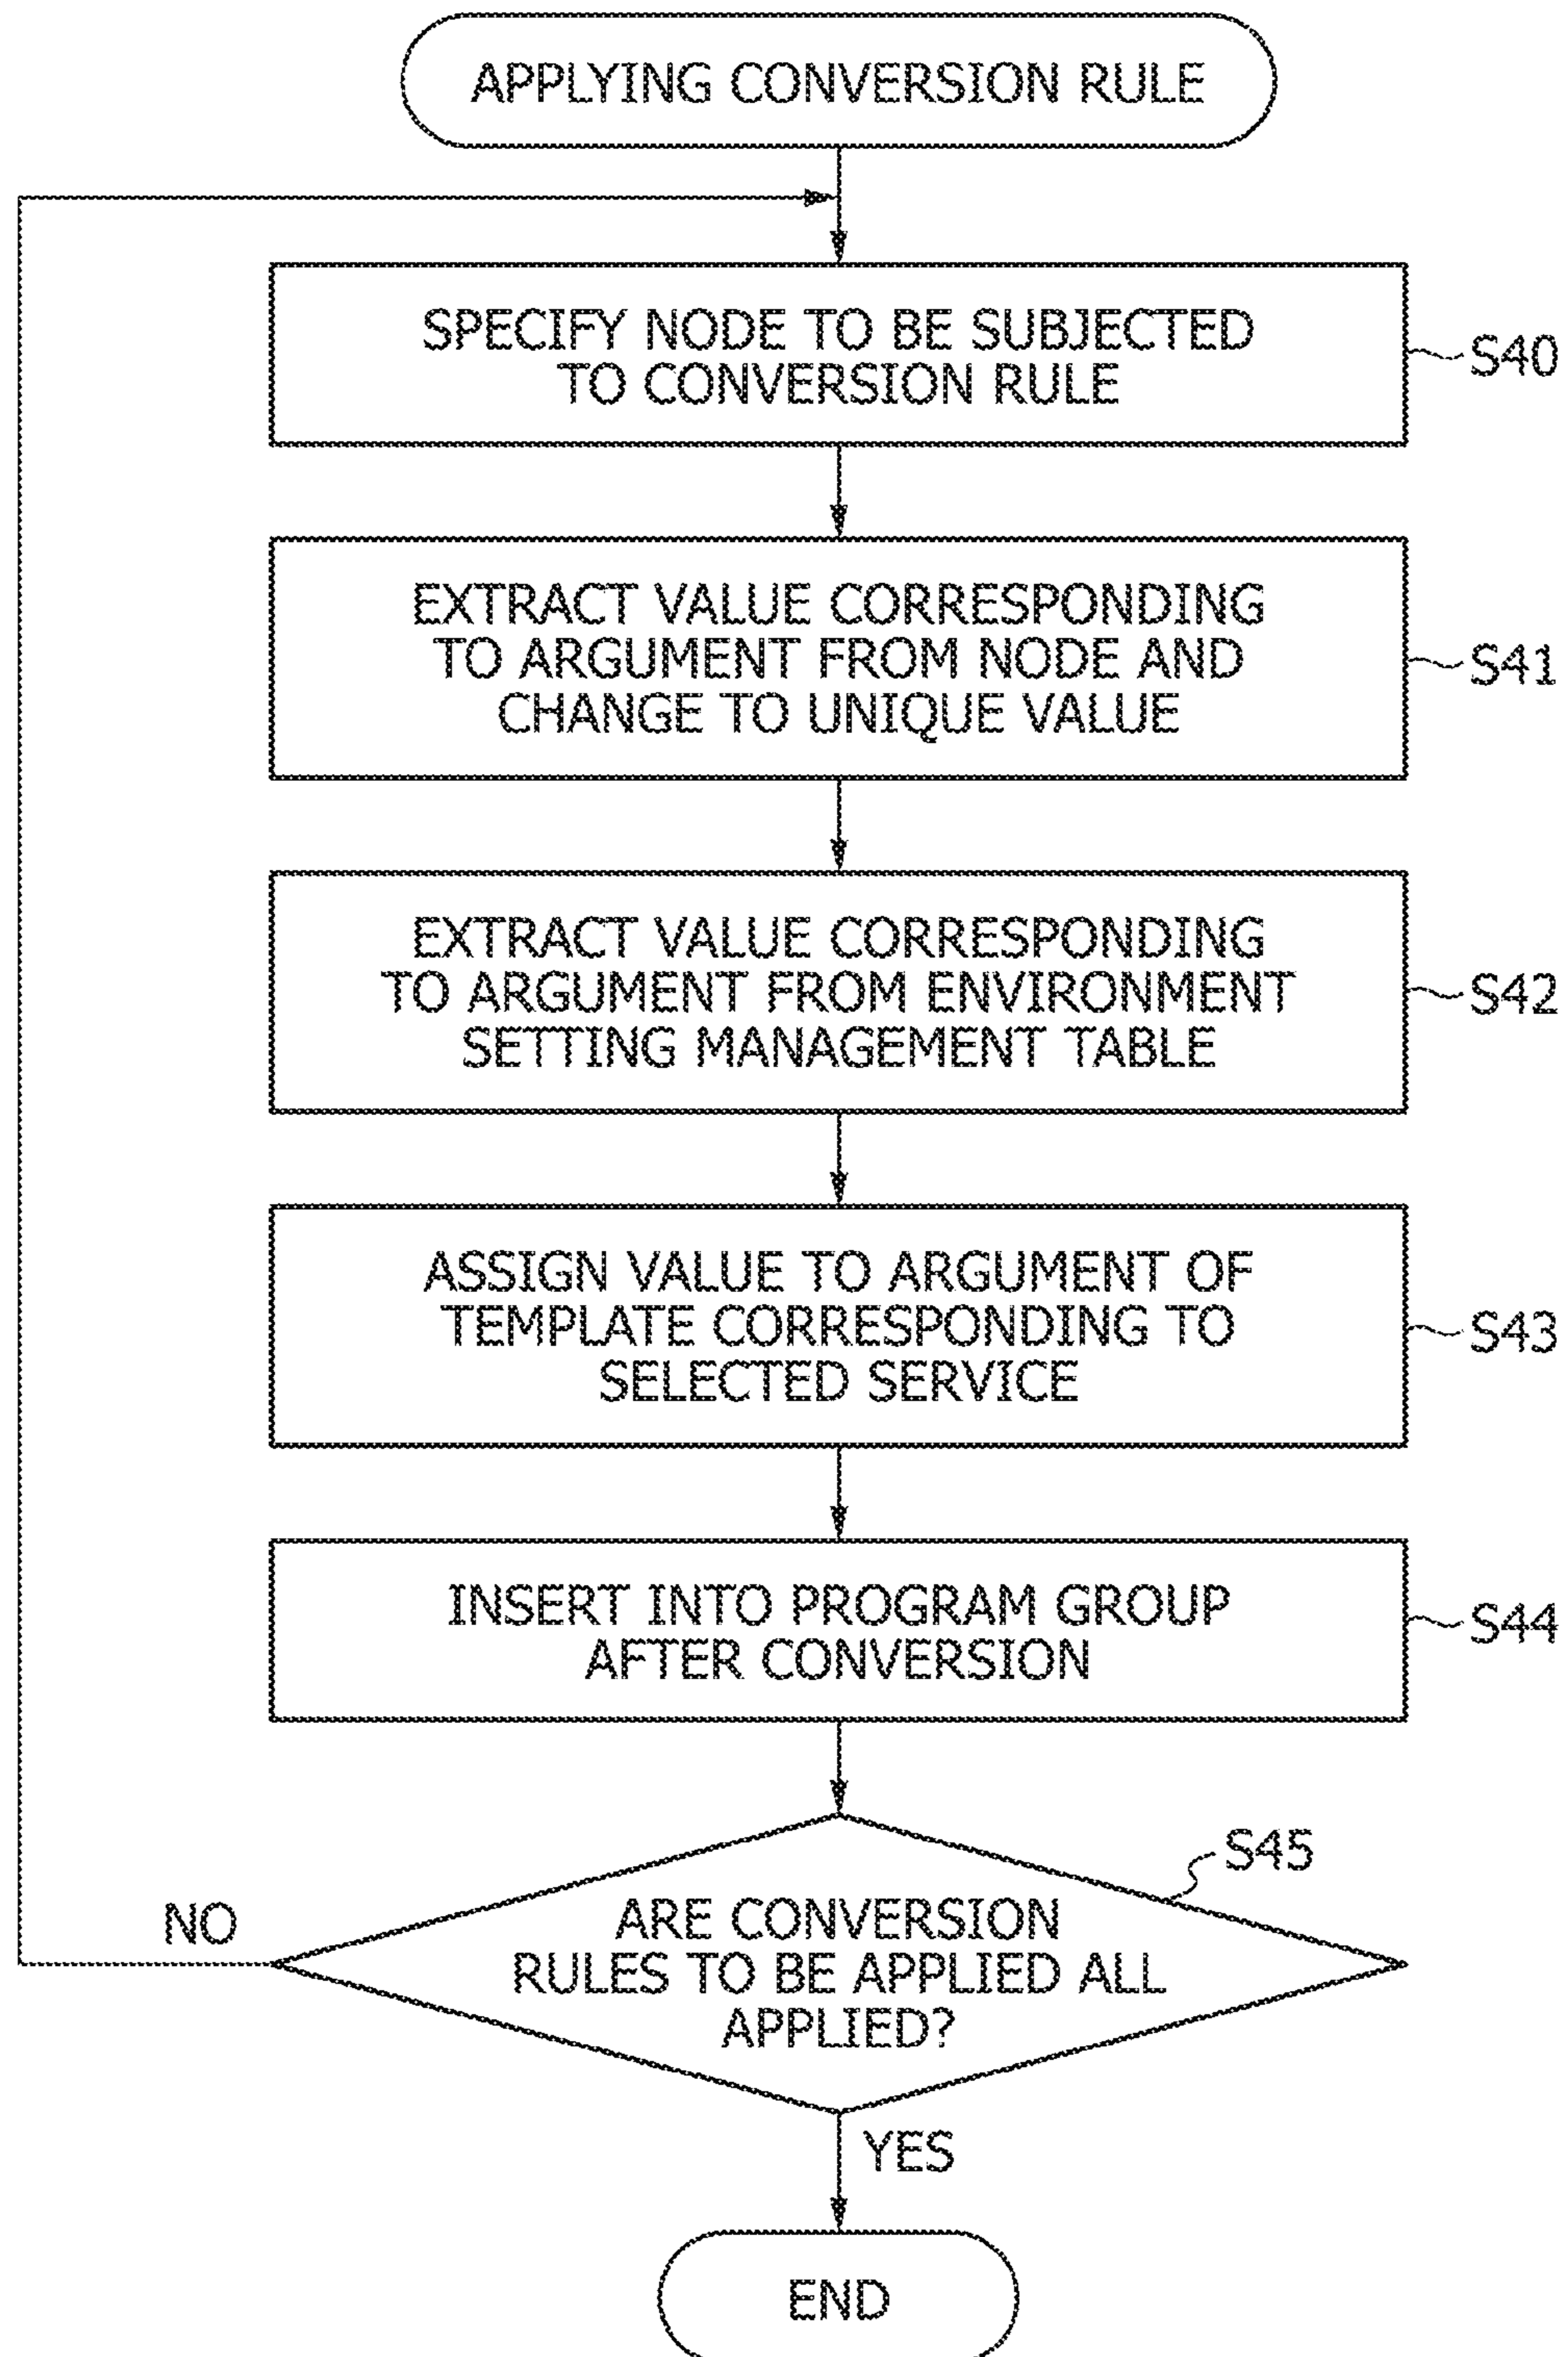 APPLYING CONVERSION RULE
SPECIFY NODE TO BE SUBJECTED
TO CONVERSION RULE
S40
EXTRACT VALUE CORRESPONDING
TO ARGUMENT FROM NODE AND
CHANGE TO UNIQUE VALUE
S41
EXTRACT VALUE CORRESPONDING
TO ARGUMENT FROM ENVIRONMENT
SETTING MANAGEMENT TABLE
S42
ASSIGN VALUE TO ARGUMENT OF
TEMPLATE CORRESPONDING TO
SELECTED SERVICE
S43
INSERT INTO PROGRAM GROUP
AFTER CONVERSION
S44
S45
NO
ARE CONVERSION
RULES TO BE APPLIED ALL
APPLIED?
YES
END